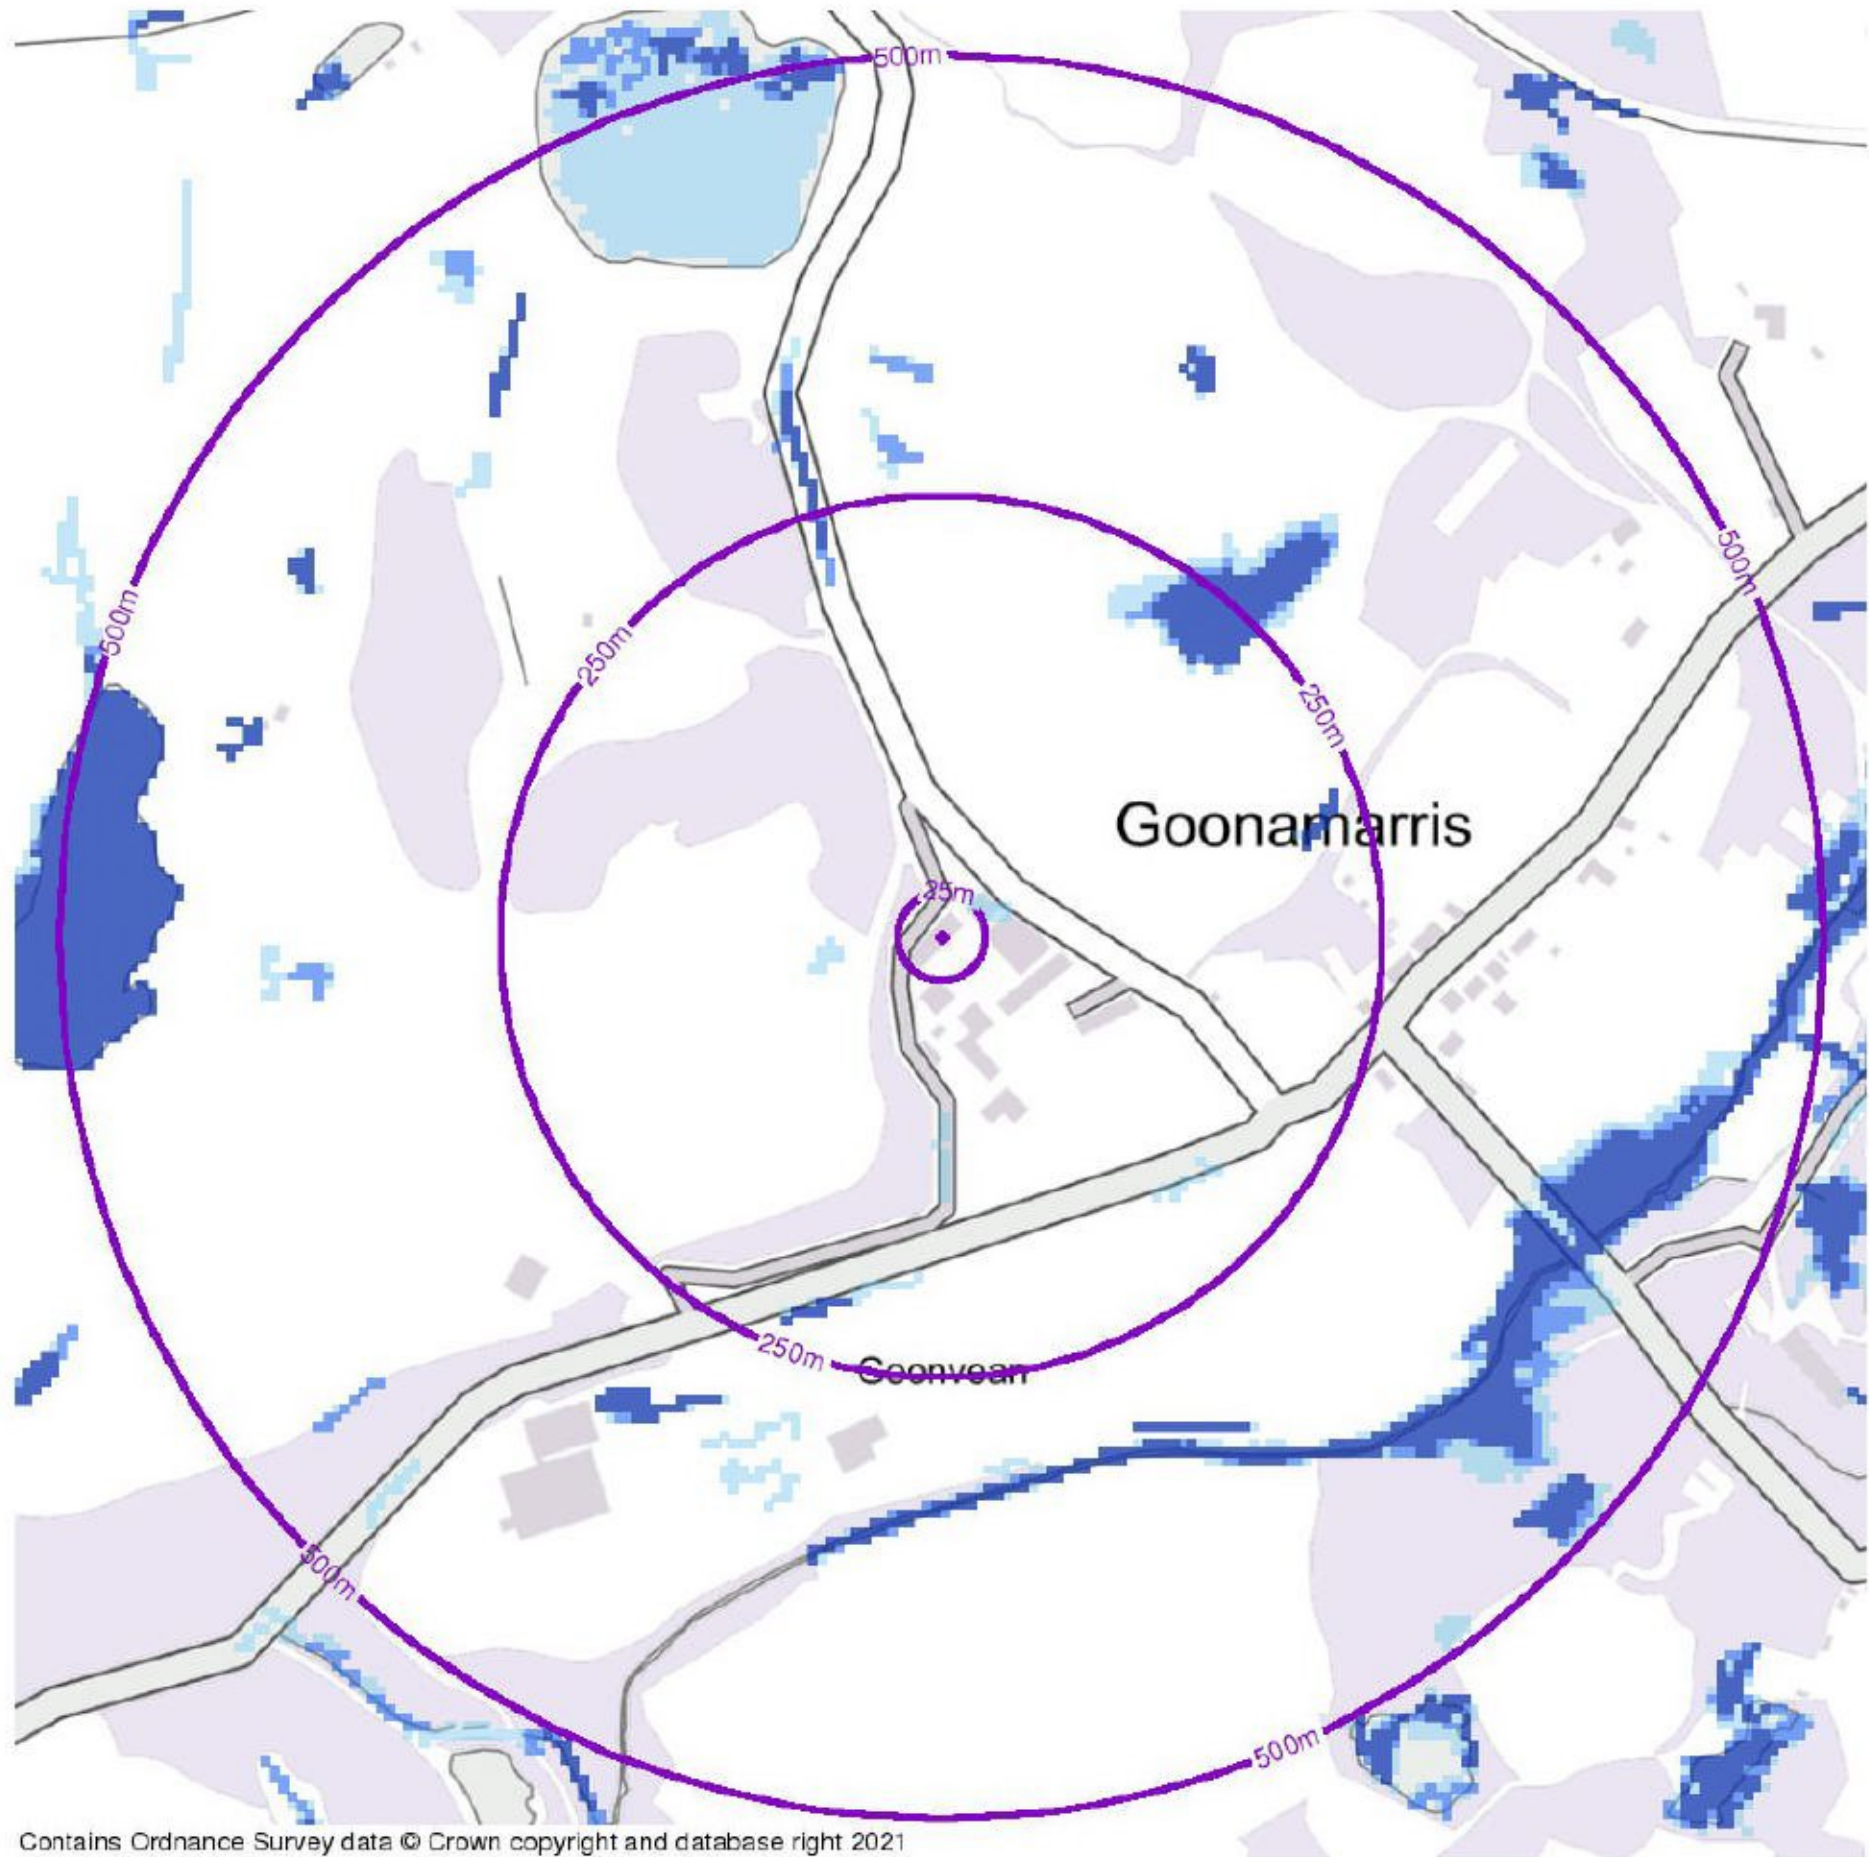 500m
500m
500m
250m
250m
Goonamarris
25m
250m
Goonvean
500m
500m
Contains Ordnance Survey data © Crown copyright and database right 2021